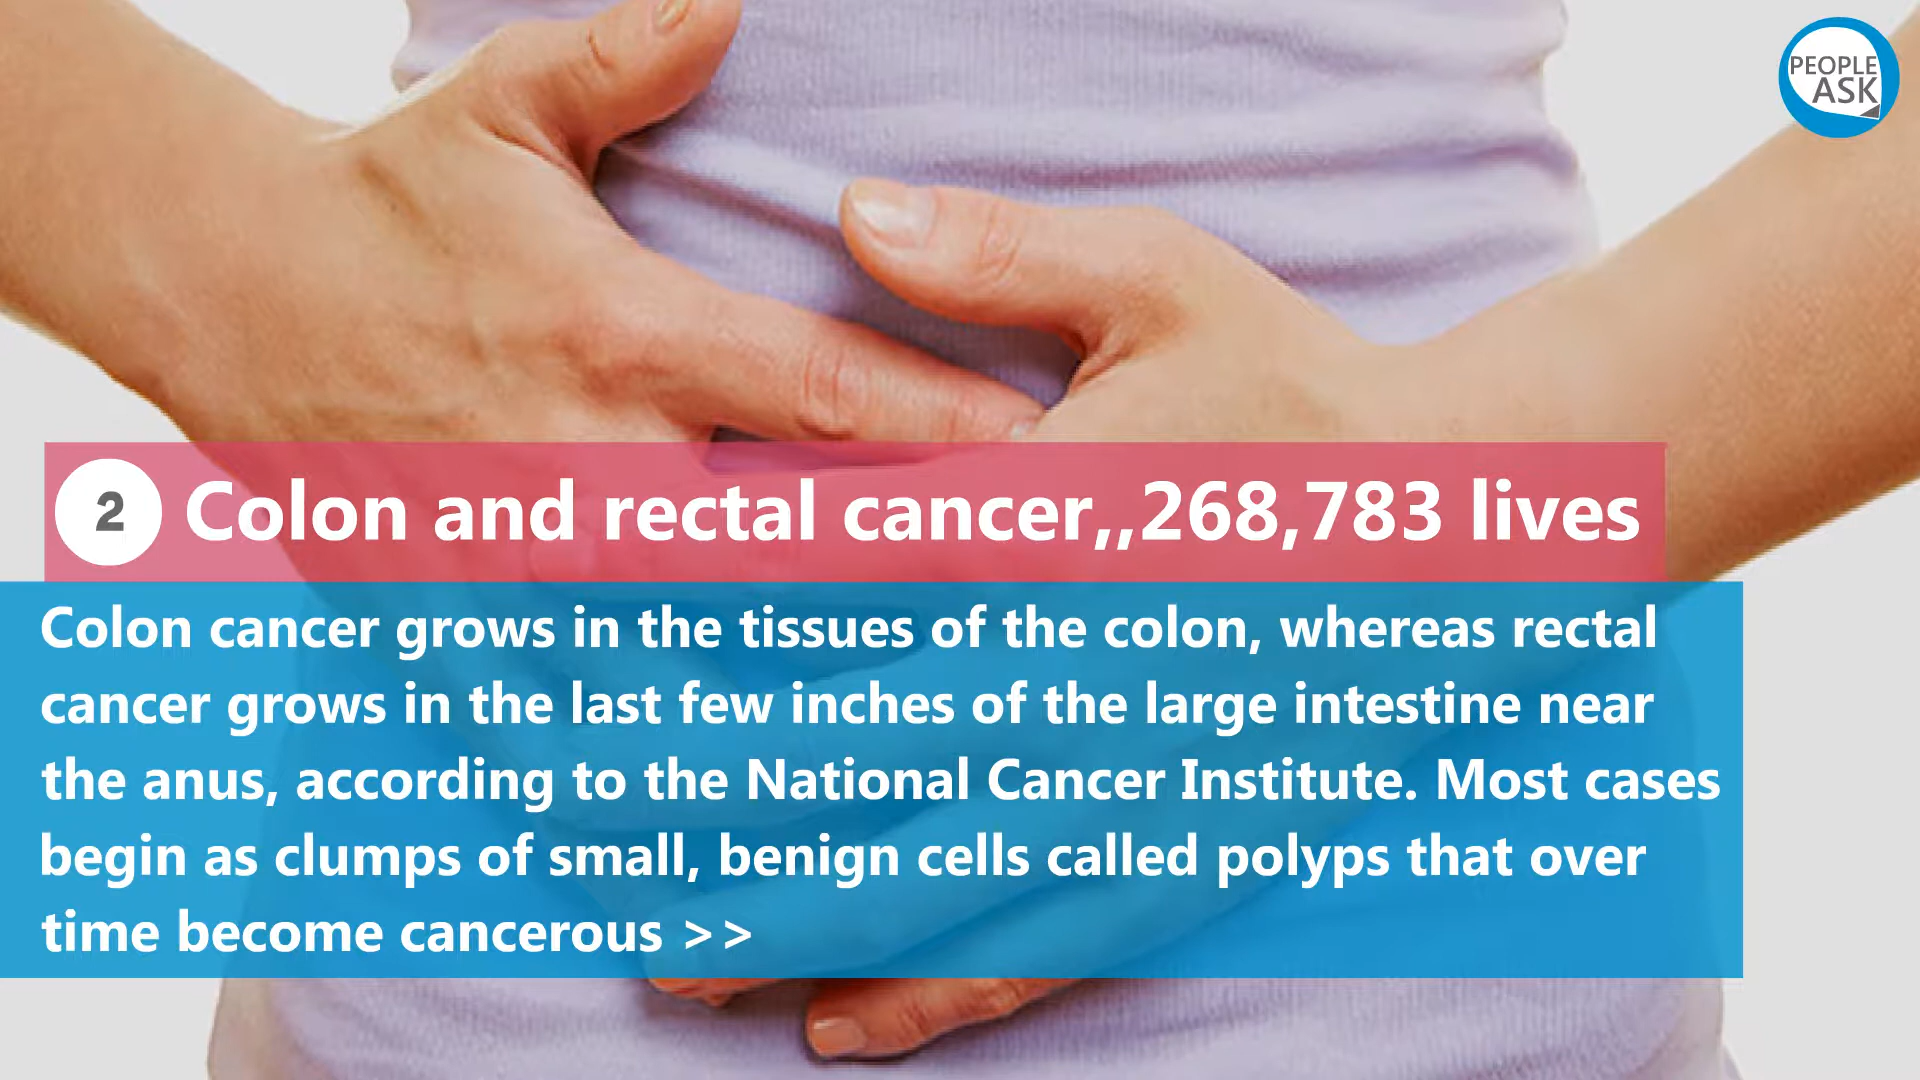 PEOPLE
ASK
2 Colon and rectal cancer,,268,783 lives
Colon cancer grows in the tissues of the colon, whereas rectal
cancer grows in the last few inches of the large intestine near
the anus, according to the National Cancer Institute. Most cases
begin as clumps of small, benign cells called polyps that over
time become cancerous >>